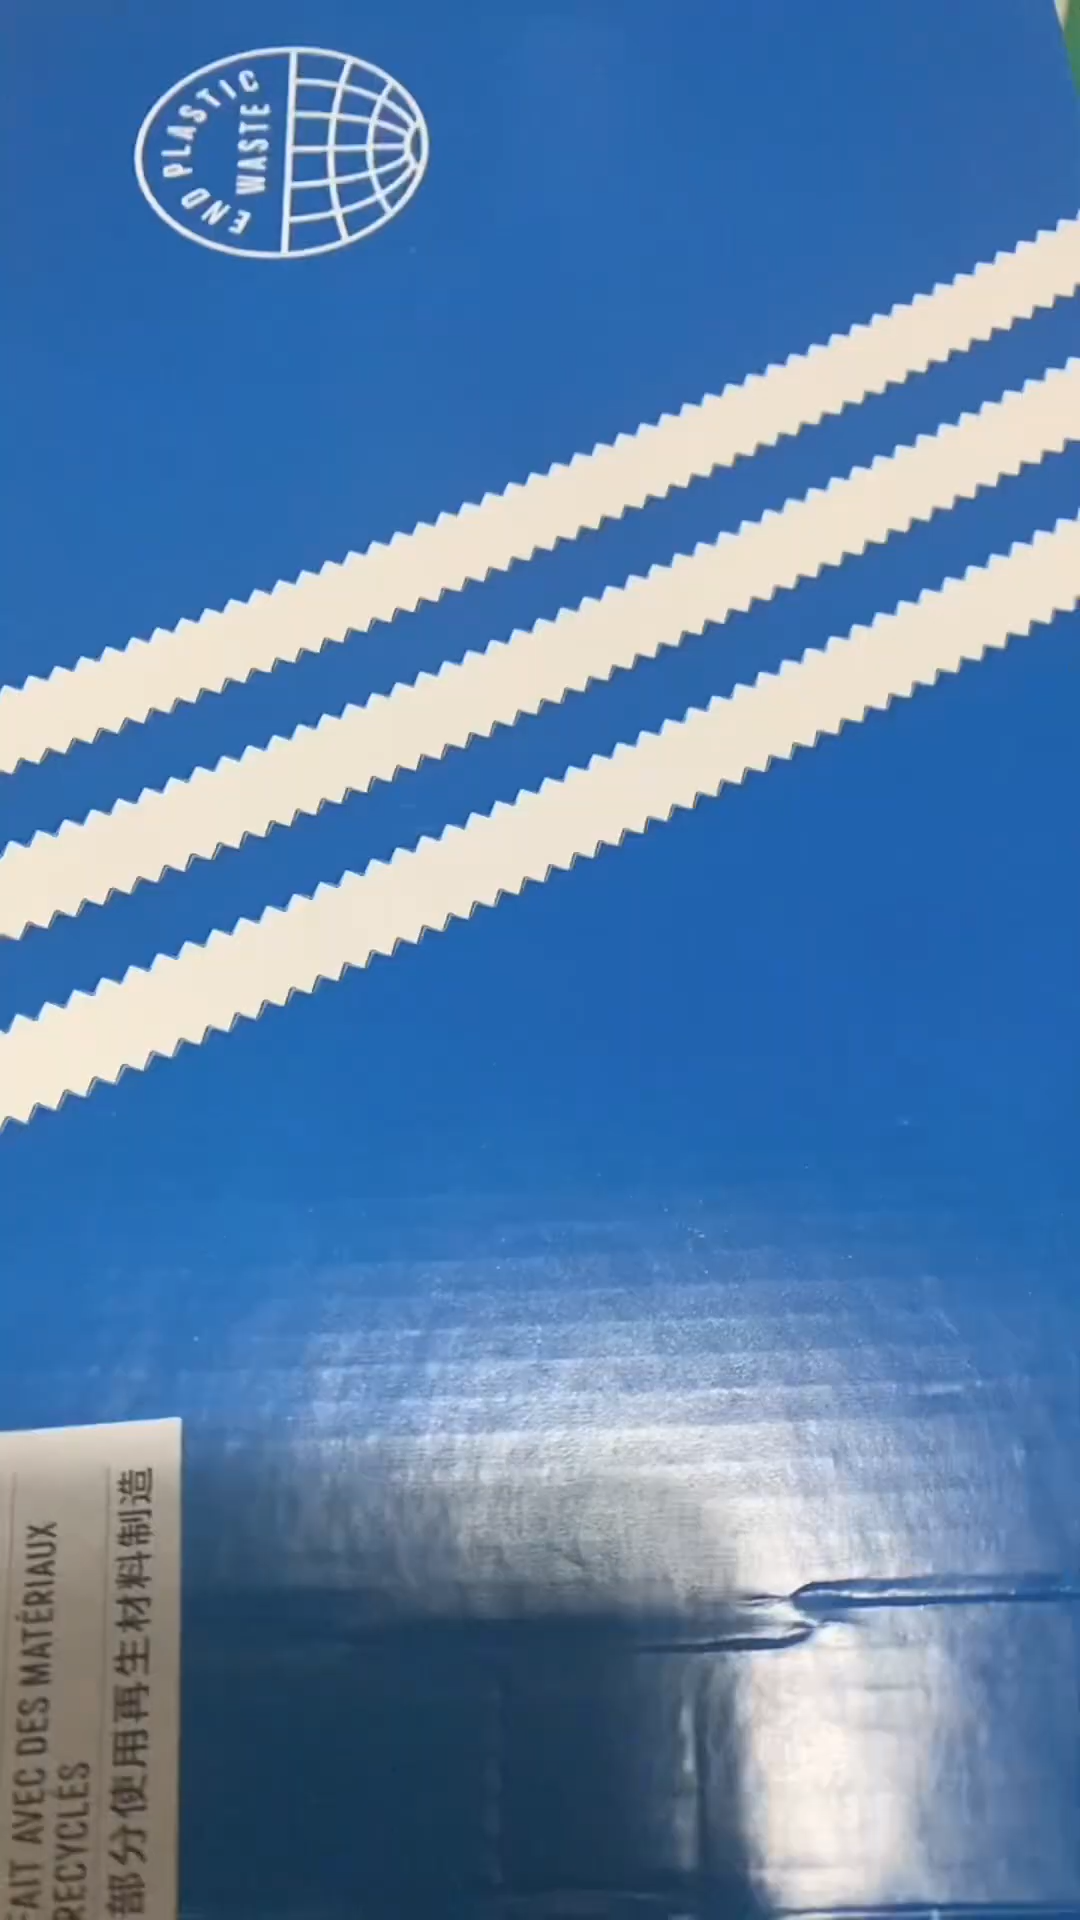 END PLASTIC
WASTE
FAIT AVEC DES MATÉRIAUX
RECYCLÉS
部分使用再生材料制造